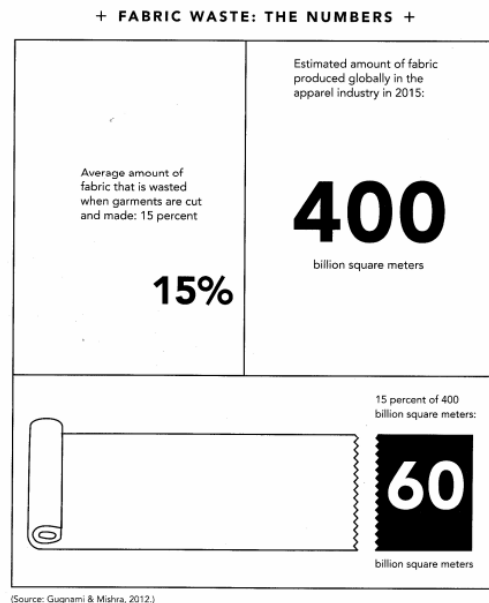 + FABRIC WASTE: THE NUMBERS +
Average amount of
fabric that is wasted
when garments are cut
and made: 15 percent
15%
Estimated amount of fabric
produced globally in the
apparel industry in 2015:
400
billion square meters
15 percent of 400
billion square meters:
60
billion square meters
(Source: Gugnami & Mishra, 2012.)